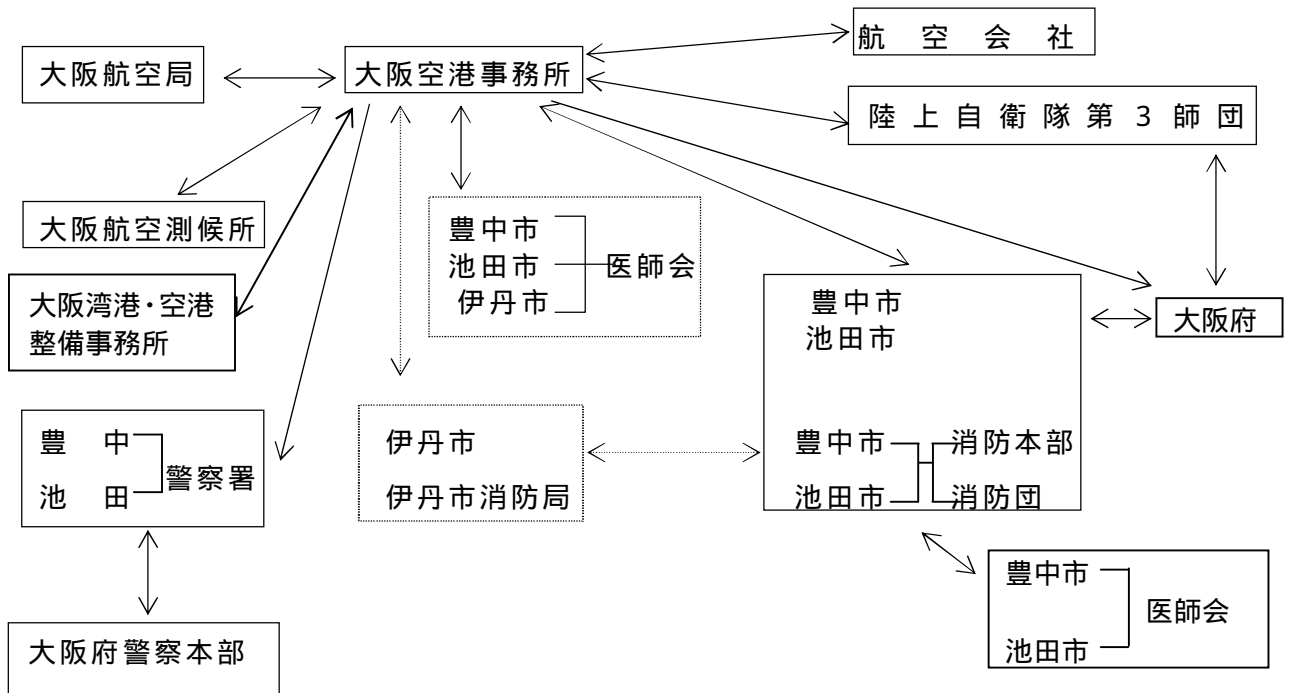 航空会社
大阪航空局
大阪空港事務所
陸上自衛隊第3師団
大阪航空測候所
豊中市
池田市
伊丹市
医師会
大阪湾港・空港
整備事務所
豊中市
池田市
大阪府
豊中
池田
警察署
伊丹市
伊丹市消防局
豊中市
池田市
消防本部
消防団
豊中市
池田市
医師会
大阪府警察本部